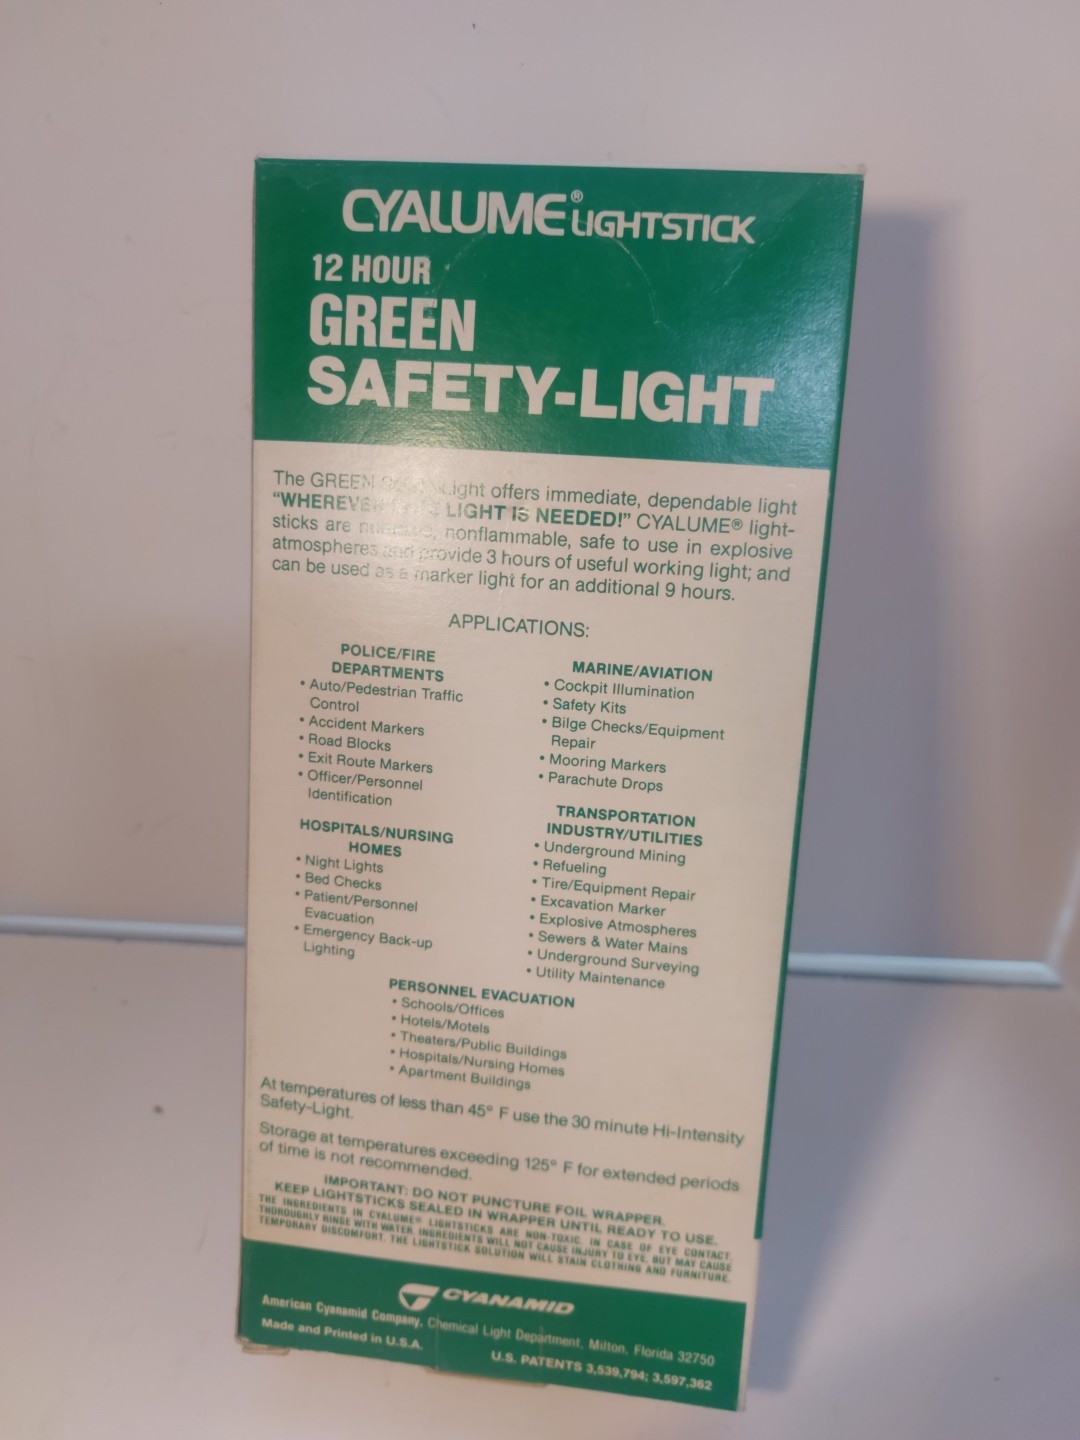 CYALUME® LIGHTSTICK
12 HOUR
GREEN
SAFETY-LIGHT
The GREEN Light offers immediate, dependable light
"WHEREVER LIGHT IS NEEDED!" CYALUME® light-
sticks are nonflammable, safe to use in explosive
atmospheres and provide 3 hours of useful working light; and
can be used as a marker light for an additional 9 hours.
APPLICATIONS:
POLICE/FIRE
DEPARTMENTS
• Auto/Pedestrian Traffic
Control
• Accident Markers
• Road Blocks
• Exit Route Markers
• Officer/Personnel
Identification
HOSPITALS/NURSING
HOMES
• Night Lights
• Bed Checks
• Patient/Personnel
Evacuation
• Emergency Back-up
Lighting
MARINE/AVIATION
• Cockpit Illumination
• Safety Kits
• Bilge Checks/Equipment
Repair
• Mooring Markers
• Parachute Drops
TRANSPORTATION
INDUSTRY/UTILITIES
• Underground Mining
• Refueling
• Tire/Equipment Repair
• Excavation Marker
• Explosive Atmospheres
• Sewers & Water Mains
• Underground Surveying
• Utility Maintenance
PERSONNEL EVACUATION
• Schools/Offices
• Hotels/Motels
• Theaters/Public Buildings
• Hospitals/Nursing Homes
• Apartment Buildings
At temperatures of less than 45° F use the 30 minute Hi-Intensity
Safety-Light.
Storage at temperatures exceeding 125° F for extended periods
of time is not recommended.
IMPORTANT: DO NOT PUNCTURE FOIL WRAPPER.
KEEP LIGHTSTICKS SEALED IN WRAPPER UNTIL READY TO USE.
THE INGREDIENTS IN CYALUME® LIGHTSTICKS ARE NON-TOXIC. IN CASE OF EYE CONTACT,
THOROUGHLY RINSE WITH WATER. INGREDIENTS WILL NOT CAUSE INJURY TO EYE, BUT MAY CAUSE
TEMPORARY DISCOMFORT. THE LIGHTSTICK SOLUTION WILL STAIN CLOTHING AND FURNITURE.
CYANAMID
American Cyanamid Company, Chemical Light Department, Milton, Florida 32750
Made and Printed in U.S.A.
U.S. PATENTS 3,539,794; 3,597,362